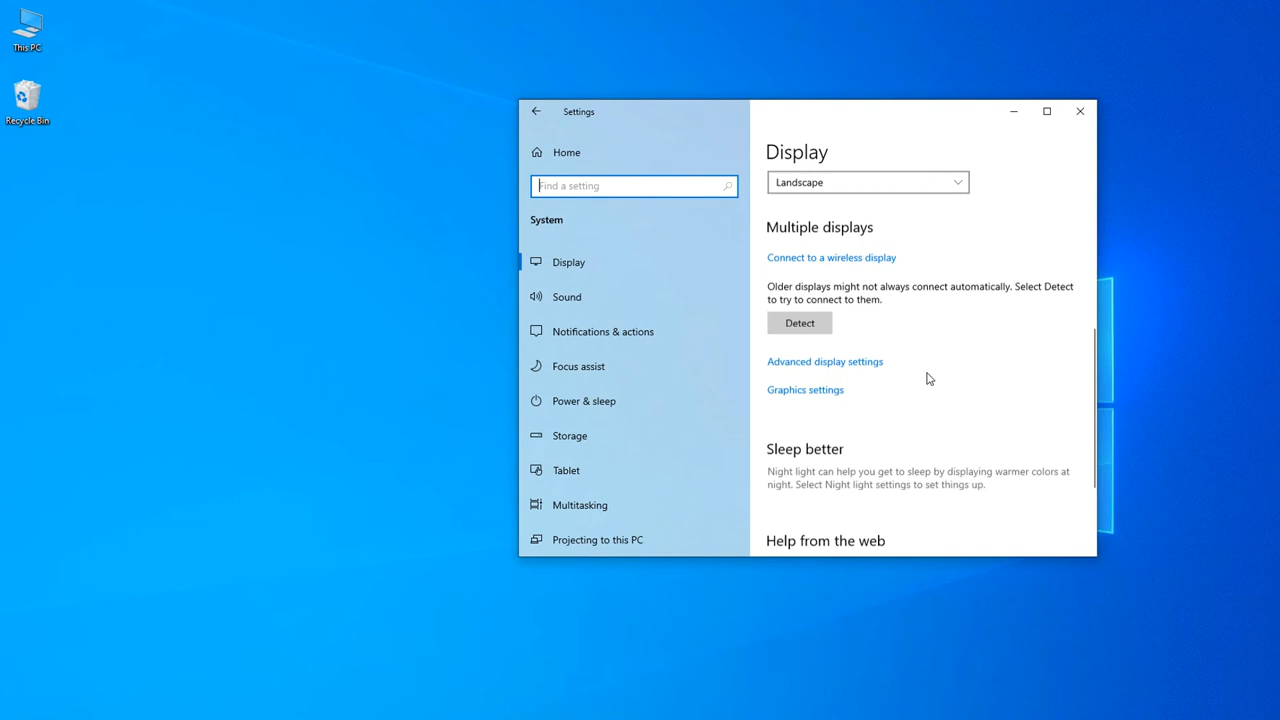 This PC
Recycle Bin
Settings
Home
Find a setting
System
Display
Sound
Notifications & actions
Focus assist
Power & sleep
Storage
Tablet
Multitasking
Projecting to this PC
Display
Landscape
Multiple displays
Connect to a wireless display
Older displays might not always connect automatically. Select Detect
to try to connect to them.
Detect
Advanced display settings
Graphics settings
Sleep better
Night light can help you get to sleep by displaying warmer colors at
night. Select Night light settings to set things up.
Help from the web